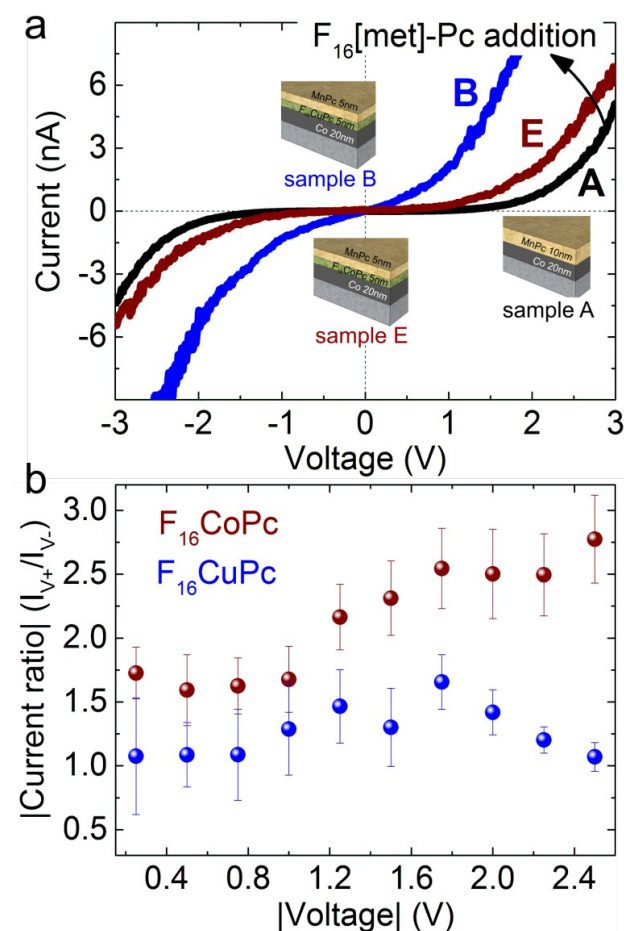 a
F₁₆[met]-Pc addition
Current (nA)
6
3
0
-3
-6
B
E
A
MnPc 5nm
F₁₆CuPc 5nm
Co 20nm
sample B
MnPc 5nm
F₁₆CoPc 5nm
Co 20nm
sample E
MnPc 10nm
Co 20nm
sample A
-3 -2 -1 0 1 2 3
Voltage (V)
b
|Current ratio| (I_V+/I_V-)
3.0
2.5
2.0
1.5
1.0
0.5
F₁₆CoPc
F₁₆CuPc
0.4 0.8 1.2 1.6 2.0 2.4
|Voltage| (V)